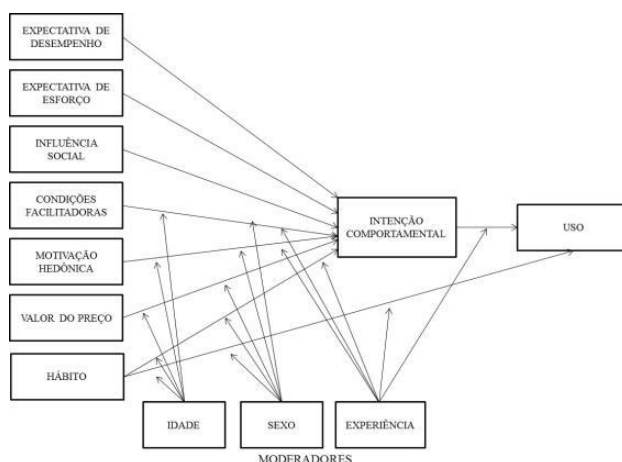 EXPECTATIVA DE
DESEMPENHO
EXPECTATIVA DE
ESFORÇO
INFLUÊNCIA
SOCIAL
CONDIÇÕES
FACILITADORAS
MOTIVAÇÃO
HEDÔNICA
VALOR DO PREÇO
HÁBITO
INTENÇÃO
COMPORTAMENTAL
USO
IDADE
SEXO
EXPERIÊNCIA
MODERADORES